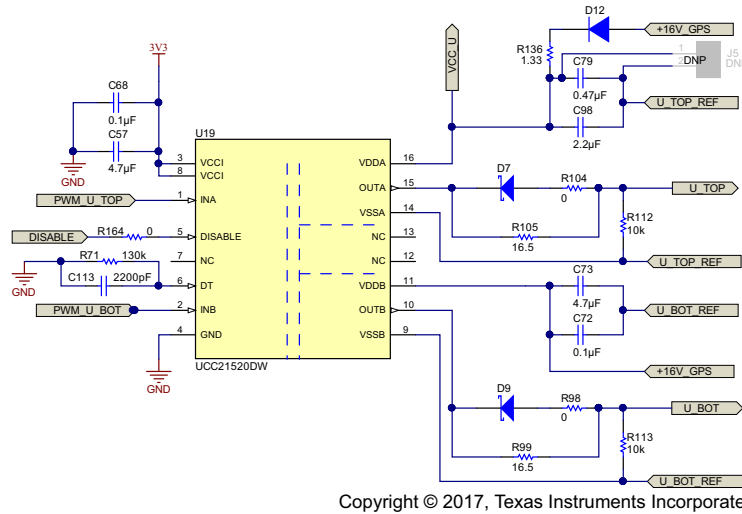 D12
+16V_GPS
VCC_U
R136
1.33
1
2
DNP
J5
3V3
C79
0.47µF
C68
0.1µF
U_TOP_REF
C98
2.2µF
C57
4.7µF
GND
U19
3 VCCI
8 VCCI
VDDA 16
PWM_U_TOP
1 INA
OUTA 15
D7
R104
0
U_TOP
VSSA 14
R105
16.5
R112
10k
DISABLE
R164 0
5 DISABLE
NC 13
R71 130k
7 NC
NC 12
U_TOP_REF
GND
C113 2200pF
6 DT
VDDB 11
C73
4.7µF
PWM_U_BOT
2 INB
OUTB 10
U_BOT_REF
4 GND
VSSB 9
C72
0.1µF
UCC21520DW
GND
+16V_GPS
D9
R98
0
U_BOT
R99
16.5
R113
10k
U_BOT_REF
Copyright © 2017, Texas Instruments Incorporate